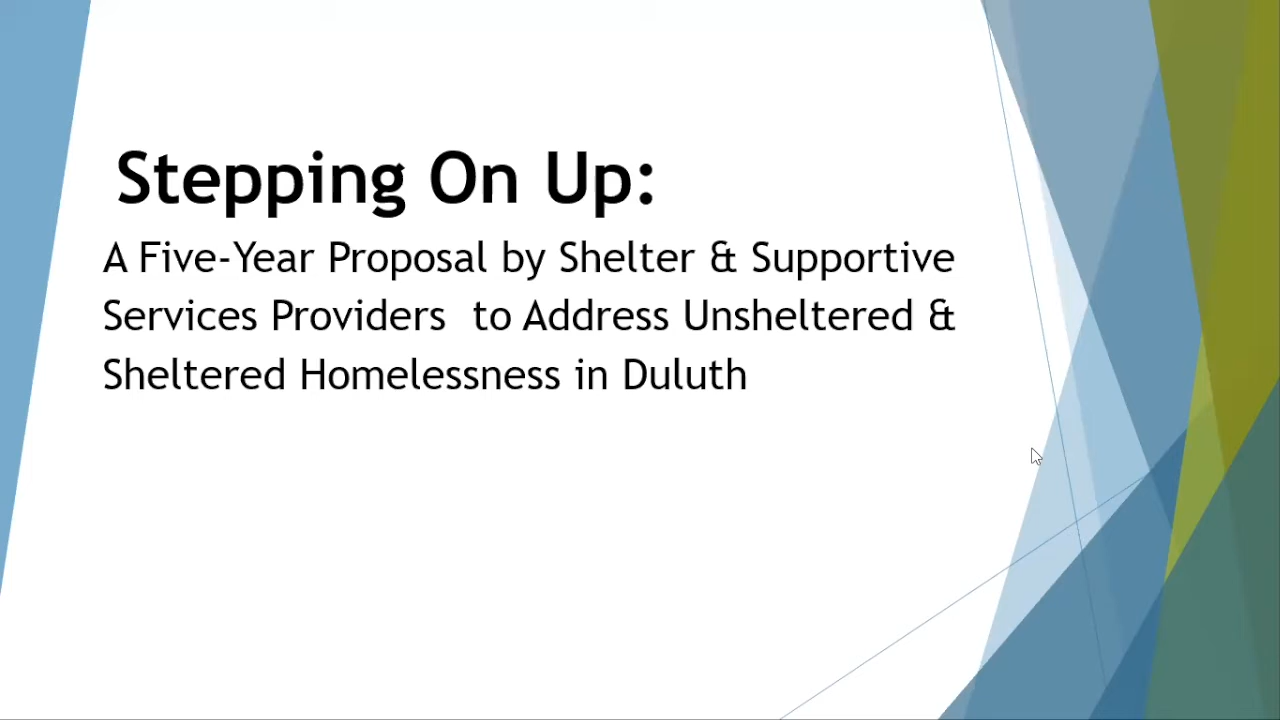 Stepping On Up:
A Five-Year Proposal by Shelter & Supportive
Services Providers  to Address Unsheltered &
Sheltered Homelessness in Duluth